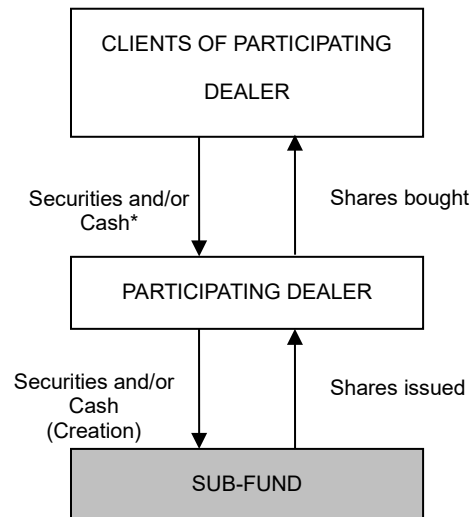 CLIENTS OF PARTICIPATING
DEALER
Securities and/or
Cash*
Shares bought
PARTICIPATING DEALER
Securities and/or
Cash
(Creation)
Shares issued
SUB-FUND